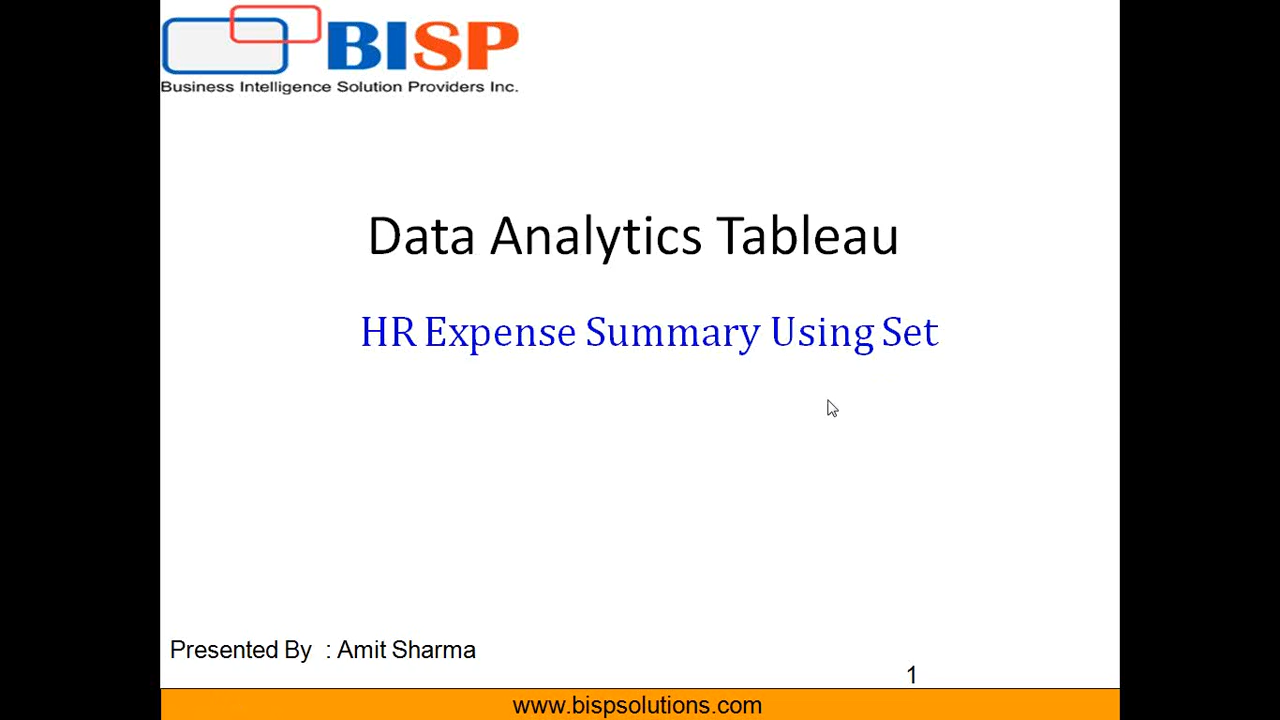 BISP
Business Intelligence Solution Providers Inc.
Data Analytics Tableau
HR Expense Summary Using Set
Presented By : Amit Sharma
1
www.bispsolutions.com